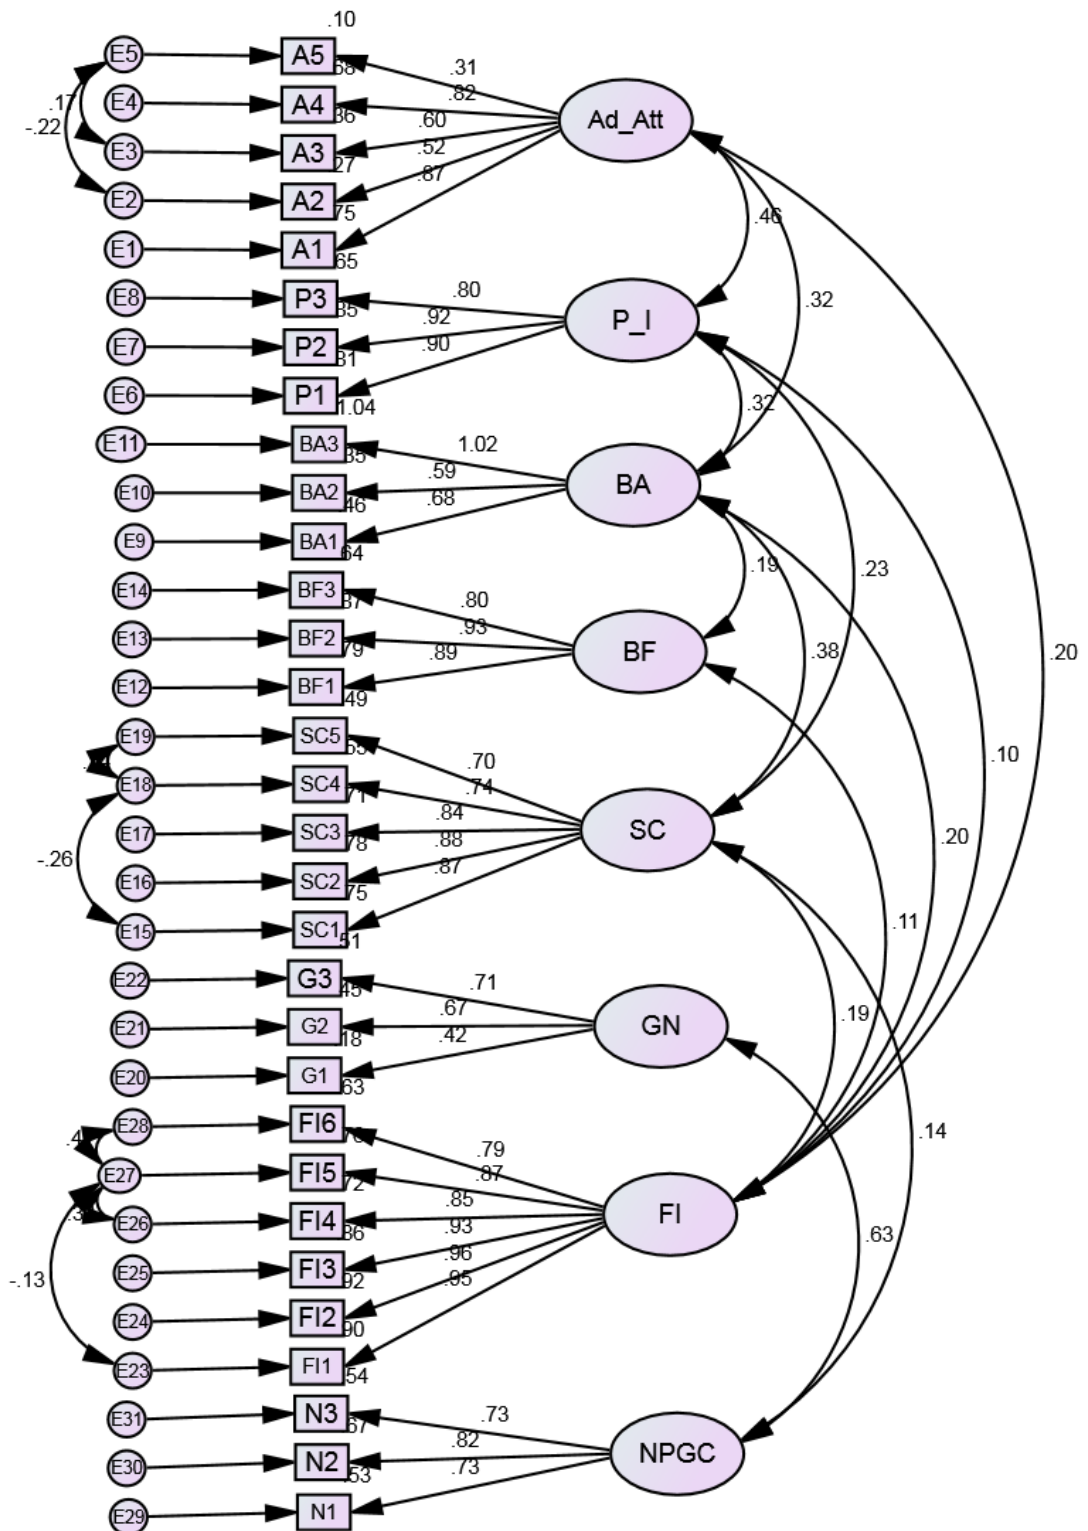 .10
E5 A5 .31
.68
E4 A4 .82
.17
-.22
.36
E3 A3 .60
.27
E2 A2 .52
.75
E1 A1 .87
Ad_Att
.65
E8 P3 .80
.85
E7 P2 .92
.81
E6 P1 .90
P_I
1.04
E11 BA3 1.02
.35
E10 BA2 .59
.46
E9 BA1 .68
BA
.64
E14 BF3 .80
.87
E13 BF2 .93
.79
E12 BF1 .89
BF
.49
E19 SC5 .70
.55
E18 SC4 .74
.71
E17 SC3 .84
.78
E16 SC2 .88
.75
E15 SC1 .87
-.26
SC
.51
E22 G3 .71
.45
E21 G2 .67
.18
E20 G1 .42
GN
.63
E28 FI6 .79
E27 FI5 .87
.72
E26 FI4 .85
.86
E25 FI3 .93
.92
E24 FI2 .96
.90
E23 FI1 .95
-.13
FI
.54
E31 N3 .73
.67
E30 N2 .82
.53
E29 N1 .73
NPGC
.46
.32
.32
.19
.23
.38
.20
.10
.20
.11
.19
.14
.63